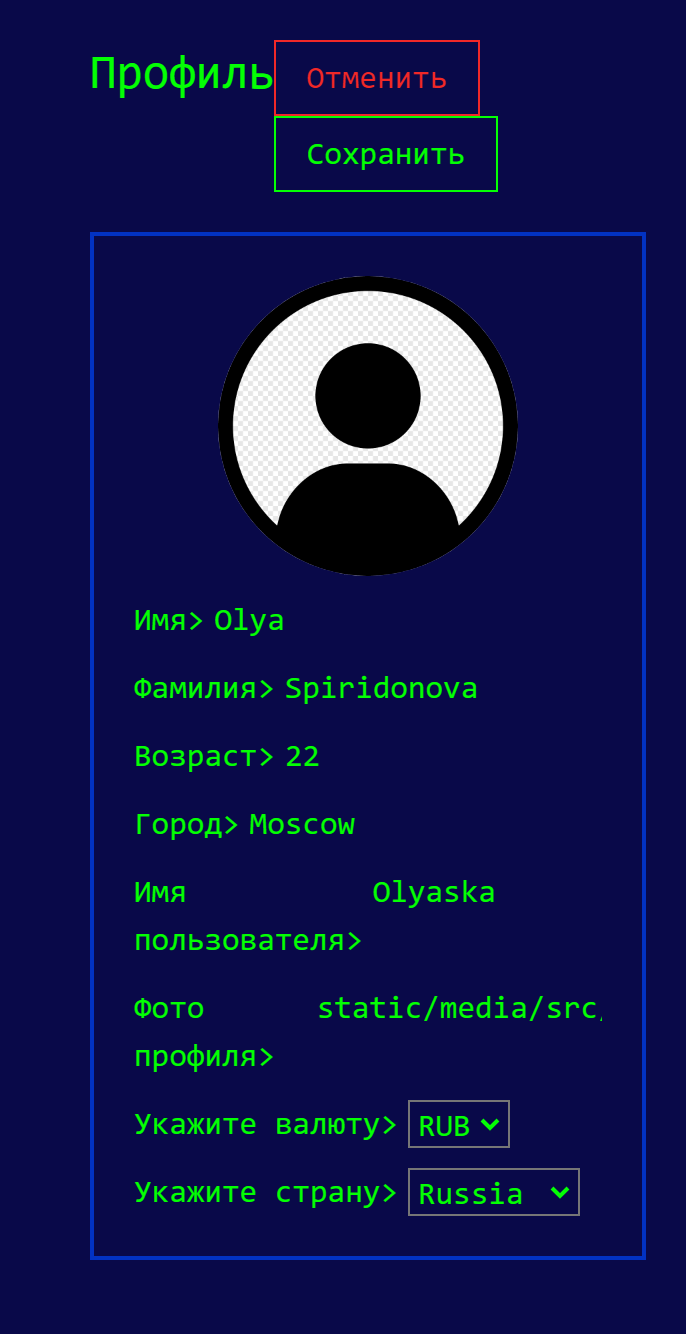 Профиль Отменить
Сохранить
Имя> Olya
Фамилия> Spiridonova
Возраст> 22
Город> Moscow
Имя Olyaska
пользователя>
Фото static/media/src,
профиля>
Укажите валюту> RUB
Укажите страну> Russia